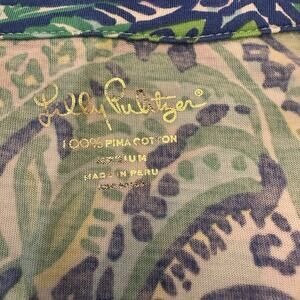 Lilly Pulitzer®
100% PIMA COTTON
MEDIUM
MADE IN PERU